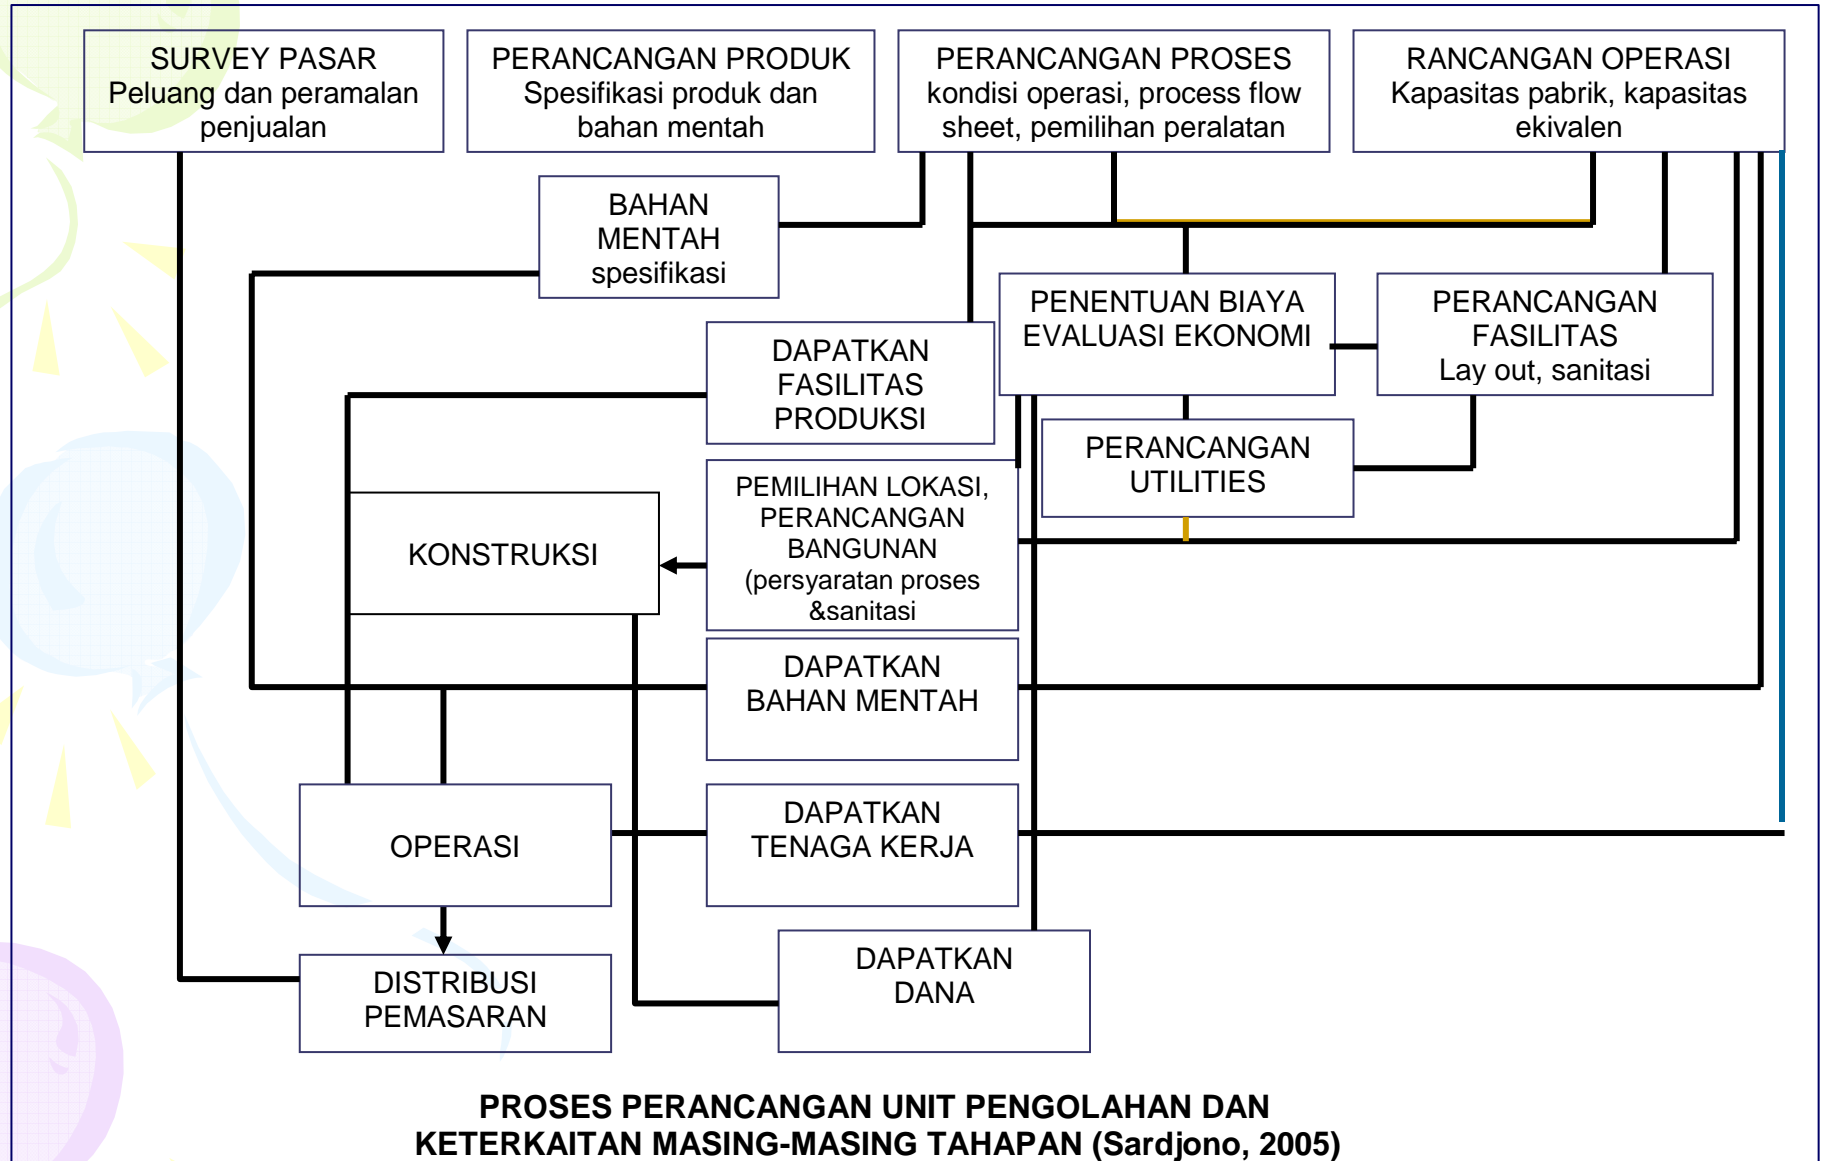 SURVEY PASAR
Peluang dan peramalan
penjualan
PERANCANGAN PRODUK
Spesifikasi produk dan
bahan mentah
PERANCANGAN PROSES
kondisi operasi, process flow
sheet, pemilihan peralatan
RANCANGAN OPERASI
Kapasitas pabrik, kapasitas
ekivalen
BAHAN
MENTAH
spesifikasi
PENENTUAN BIAYA
EVALUASI EKONOMI
PERANCANGAN
FASILITAS
Lay out, sanitasi
DAPATKAN
FASILITAS
PRODUKSI
PERANCANGAN
UTILITIES
PEMILIHAN LOKASI,
PERANCANGAN
BANGUNAN
(persyaratan proses
&sanitasi
KONSTRUKSI
DAPATKAN
BAHAN MENTAH
OPERASI
DAPATKAN
TENAGA KERJA
DISTRIBUSI
PEMASARAN
DAPATKAN
DANA
PROSES PERANCANGAN UNIT PENGOLAHAN DAN
KETERKAITAN MASING-MASING TAHAPAN (Sardjono, 2005)